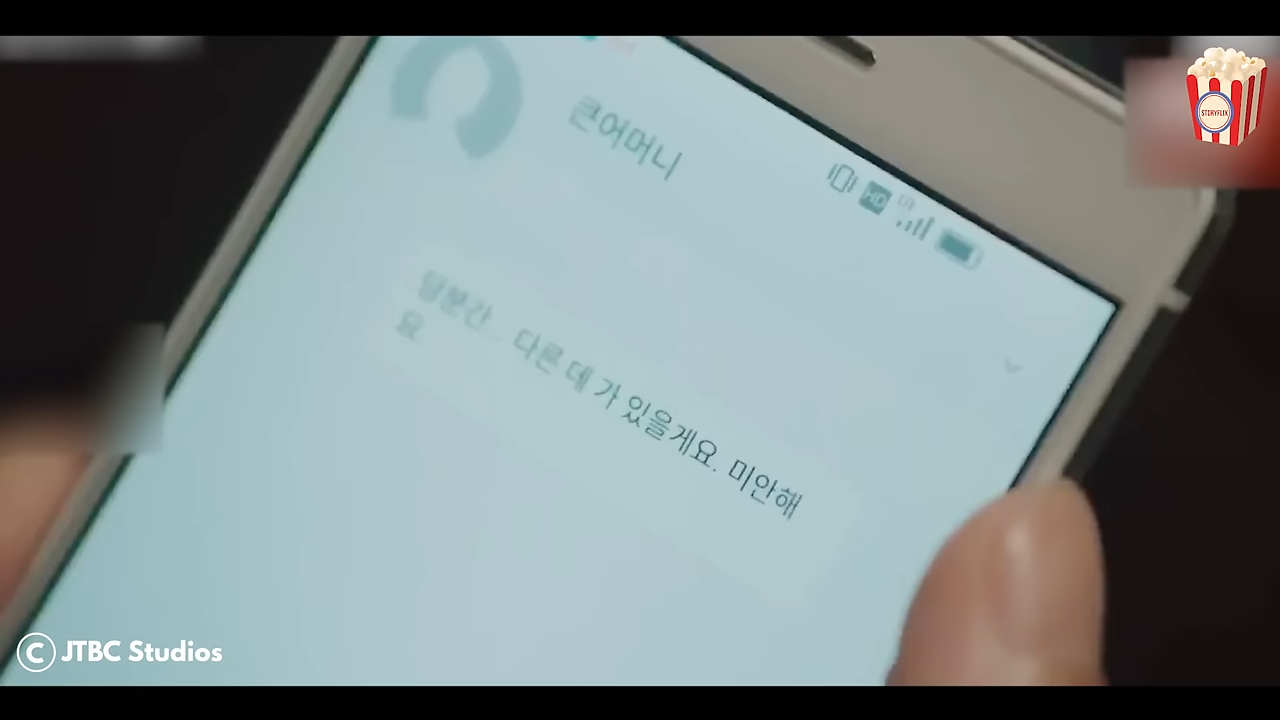 STORYFLIX
HD
큰어머니
당분간.. 다른 데 가 있을게요. 미안해
요
© JTBC Studios